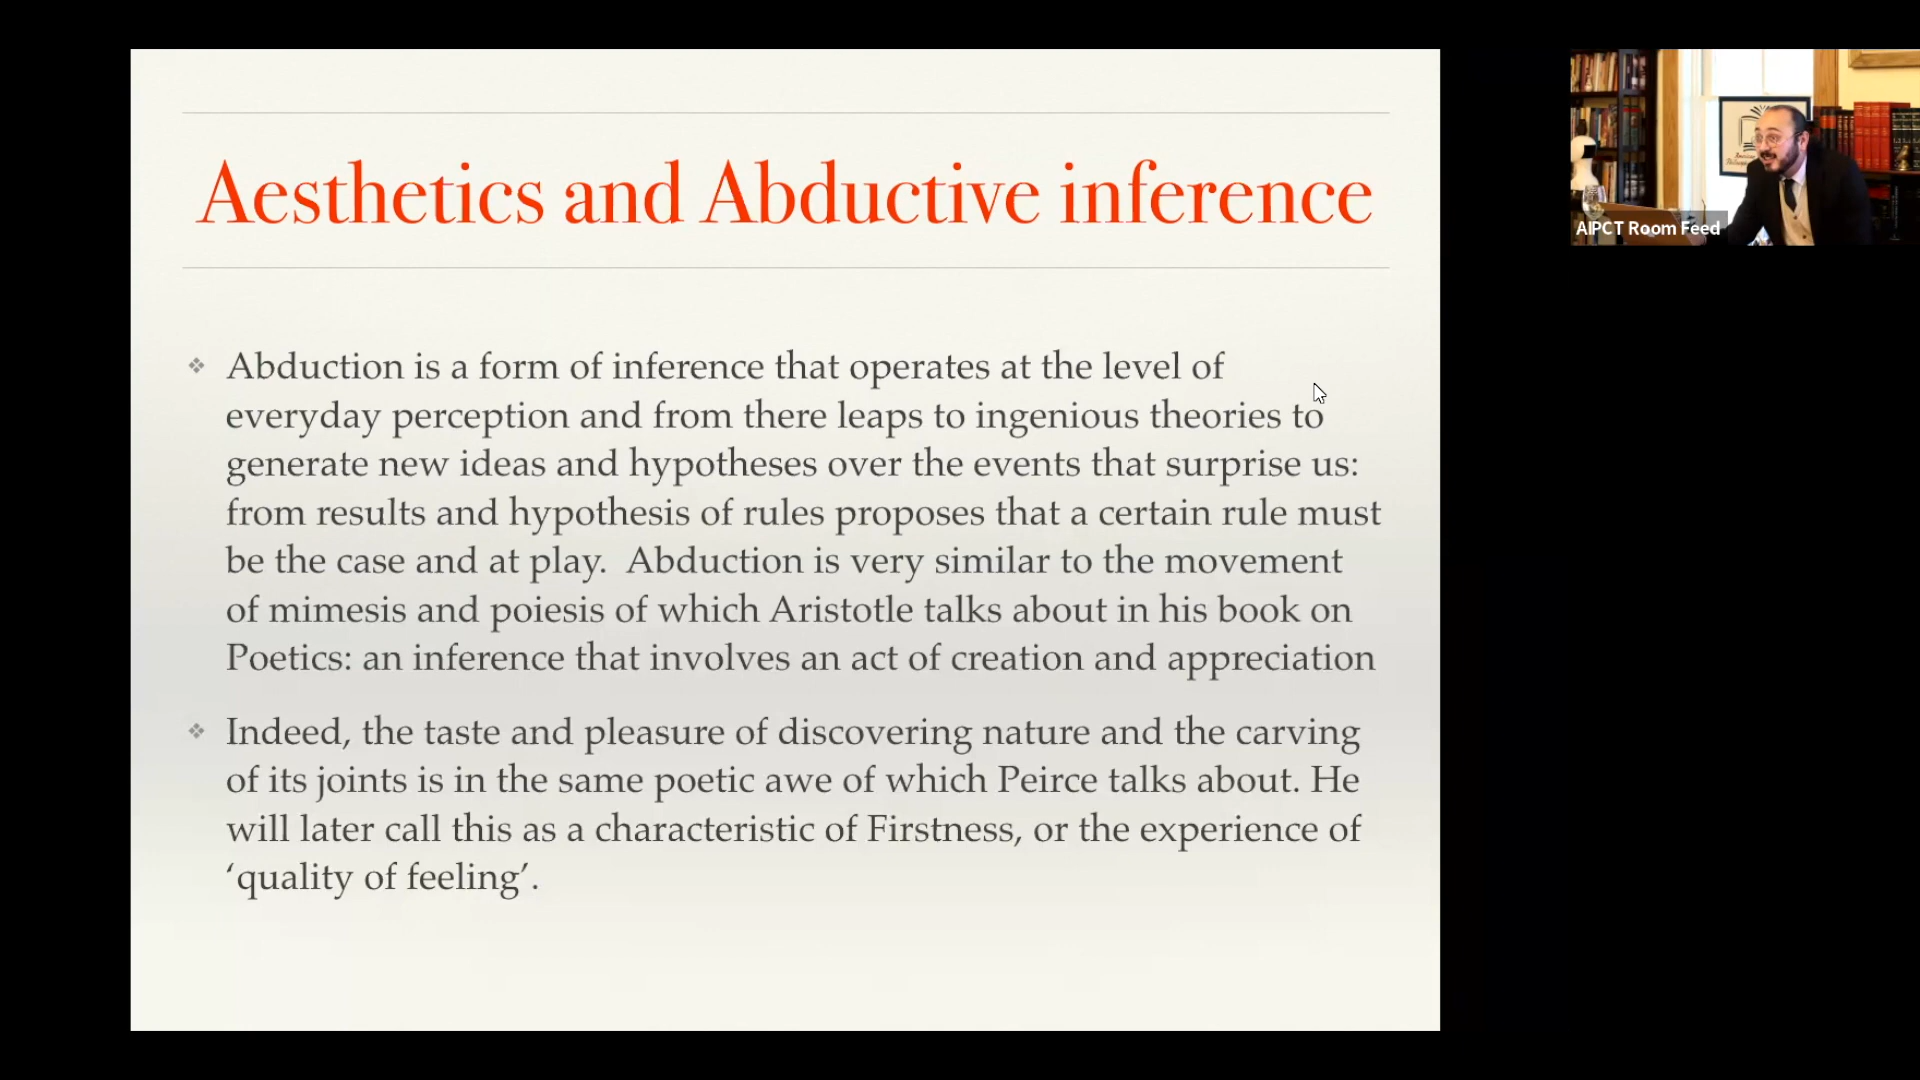 Aesthetics and Abductive inference
Abduction is a form of inference that operates at the level of
everyday perception and from there leaps to ingenious theories to
generate new ideas and hypotheses over the events that surprise us:
from results and hypothesis of rules proposes that a certain rule must
be the case and at play.  Abduction is very similar to the movement
of mimesis and poiesis of which Aristotle talks about in his book on
Poetics: an inference that involves an act of creation and appreciation
Indeed, the taste and pleasure of discovering nature and the carving
of its joints is in the same poetic awe of which Peirce talks about. He
will later call this as a characteristic of Firstness, or the experience of
‘quality of feeling’.
AIPCT Room Feed